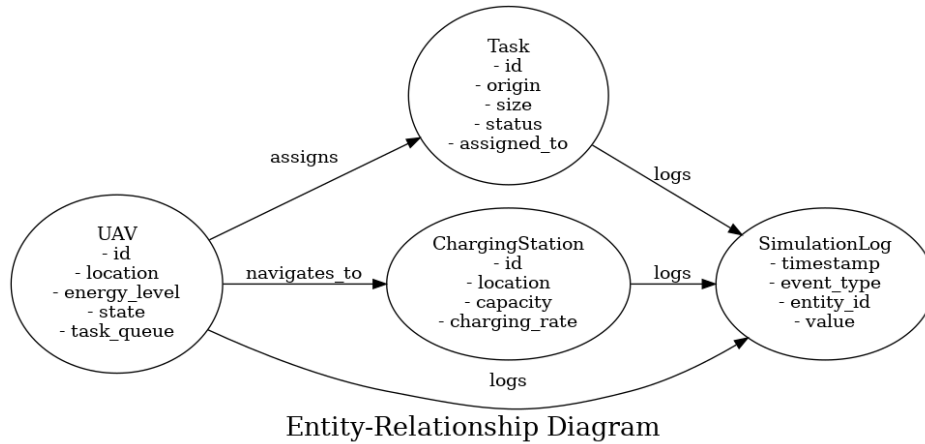 Task
- id
- origin
- size
- status
- assigned_to
assigns
logs
UAV
- id
- location
- energy_level
- state
- task_queue
navigates_to
ChargingStation
- id
- location
- capacity
- charging_rate
logs
SimulationLog
- timestamp
- event_type
- entity_id
- value
logs
Entity-Relationship Diagram